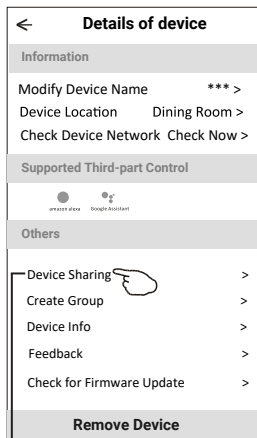 ← Details of device
Information
Modify Device Name *** >
Device Location Dining Room >
Check Device Network Check Now >
Supported Third-part Control
amazon alexa Google Assistant
Others
Device Sharing >
Create Group >
Device Info >
Feedback >
Check for Firmware Update >
Remove Device